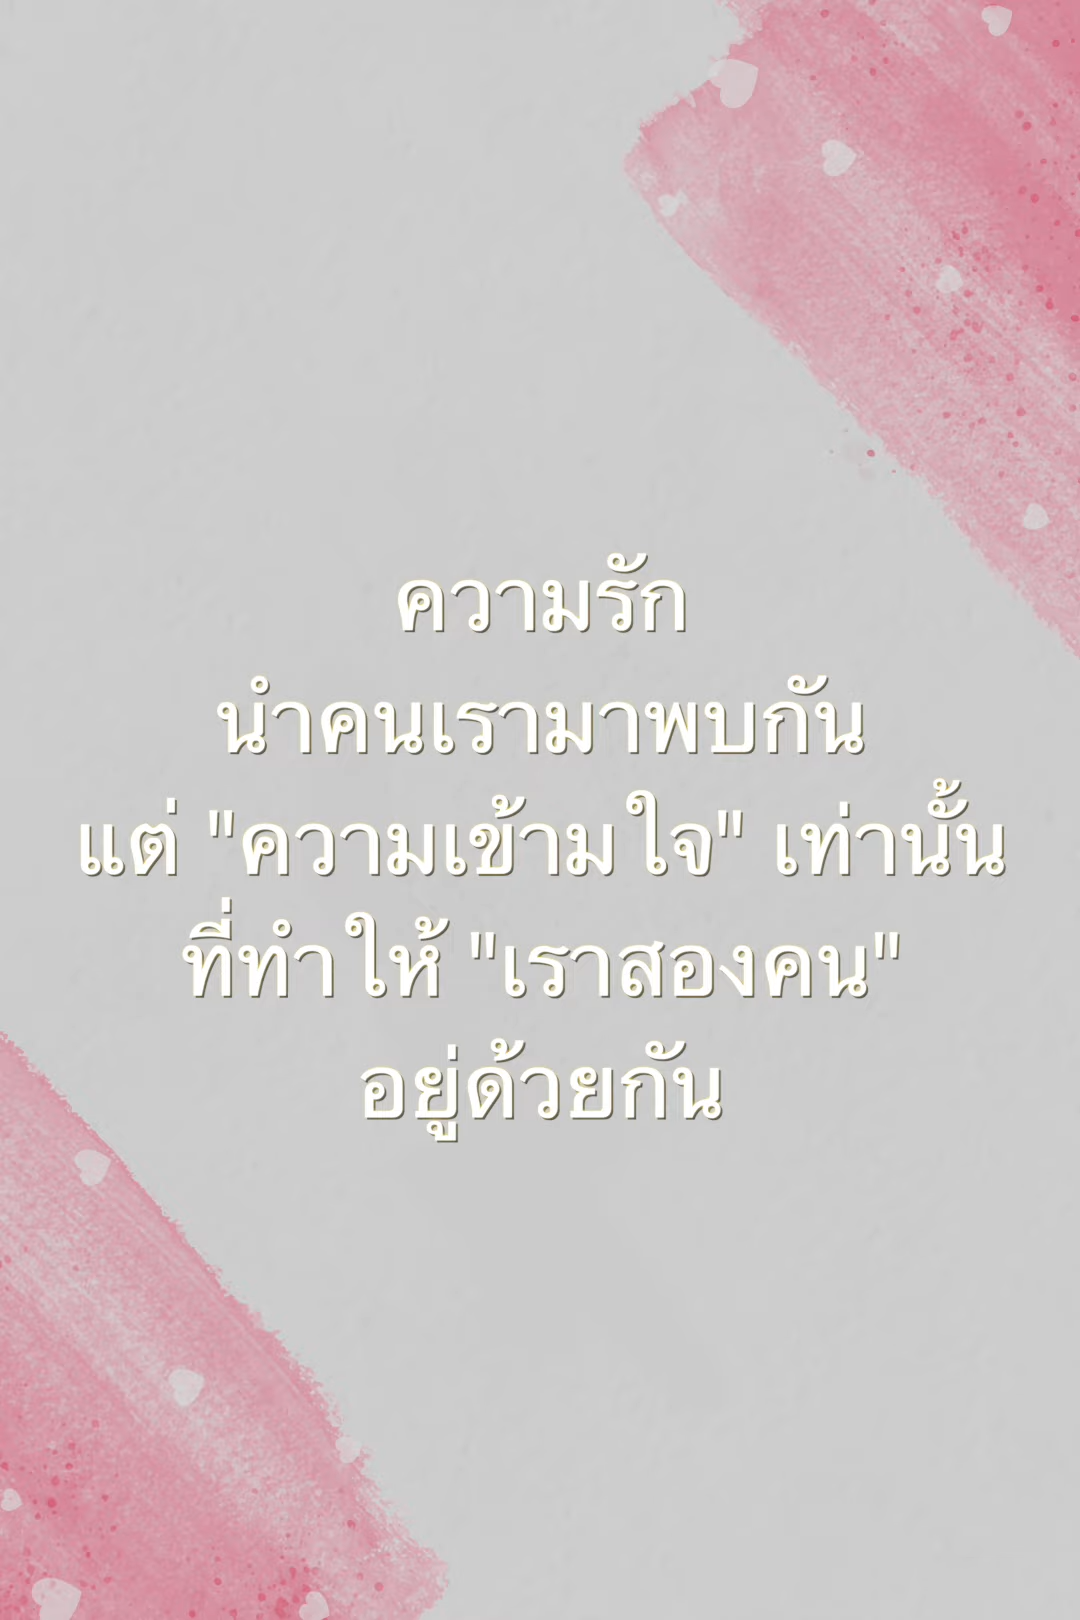 ความรัก
นำคนเรามาพบกัน
แต่ "ความเข้ามใจ" เท่านั้น
ที่ทำให้ "เราสองคน"
อยู่ด้วยกัน